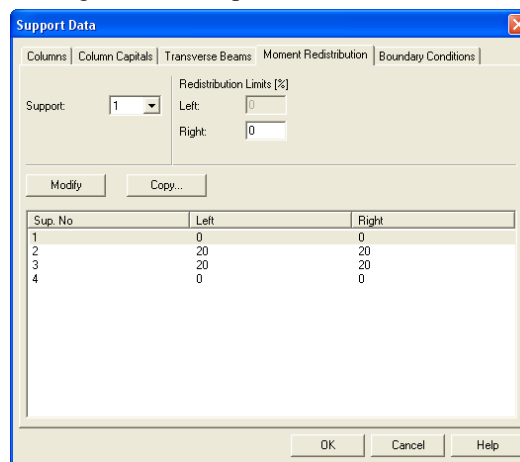 Support Data
Columns Column Capitals Transverse Beams Moment Redistribution Boundary Conditions
Redistribution Limits [%]
Support: 1 Left: 0
Right: 0
Modify Copy...
Sup. No Left Right
1 0 0
2 20 20
3 20 20
4 0 0
OK Cancel Help